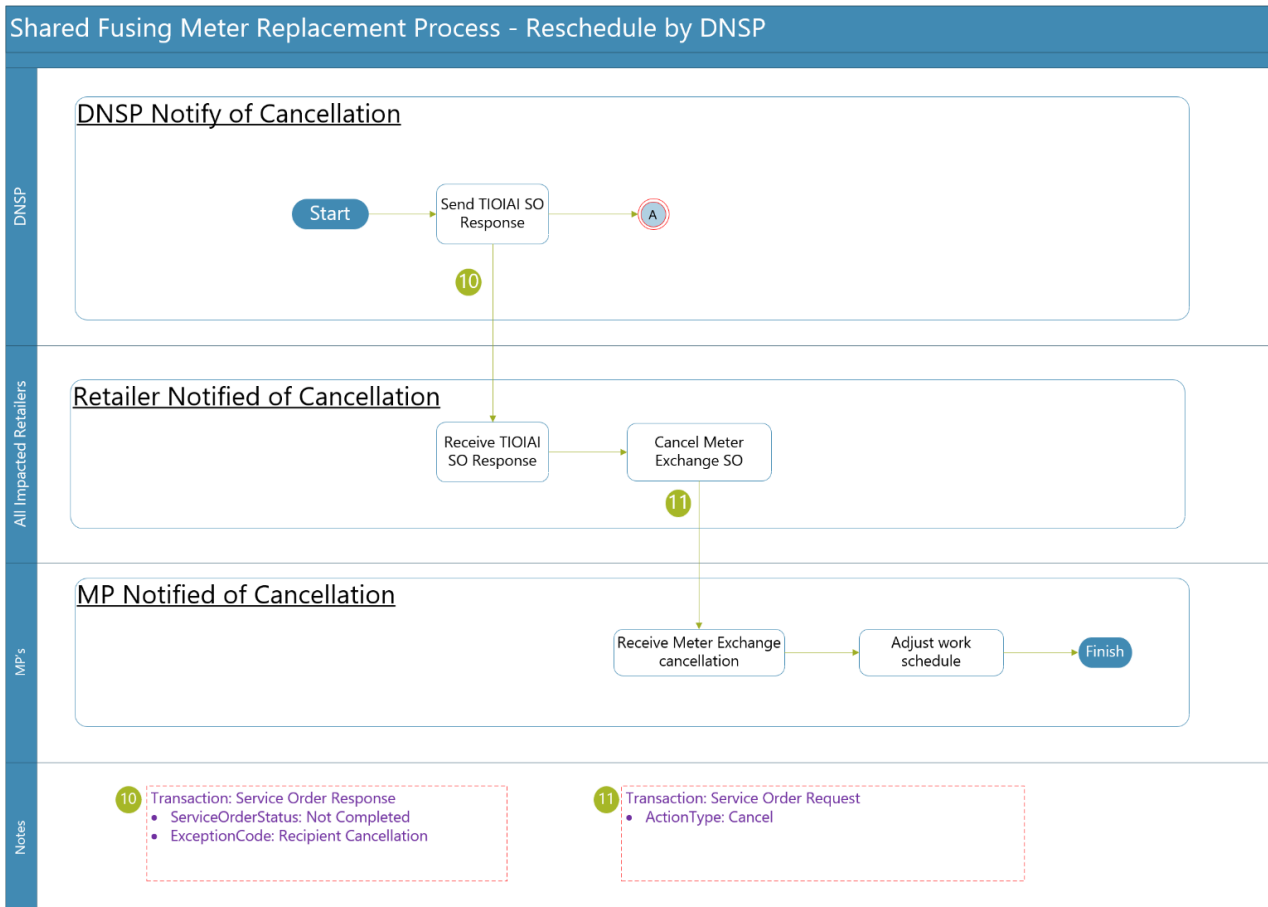 Shared Fusing Meter Replacement Process - Reschedule by DNSP
DNSP
DNSP Notify of Cancellation
Start
Send TIOIAI SO
Response
A
10
All Impacted Retailers
Retailer Notified of Cancellation
Receive TIOIAI
SO Response
Cancel Meter
Exchange SO
11
MP's
MP Notified of Cancellation
Receive Meter Exchange
cancellation
Adjust work
schedule
Finish
Notes
10
Transaction: Service Order Response
• ServiceOrderStatus: Not Completed
• ExceptionCode: Recipient Cancellation
11
Transaction: Service Order Request
• ActionType: Cancel